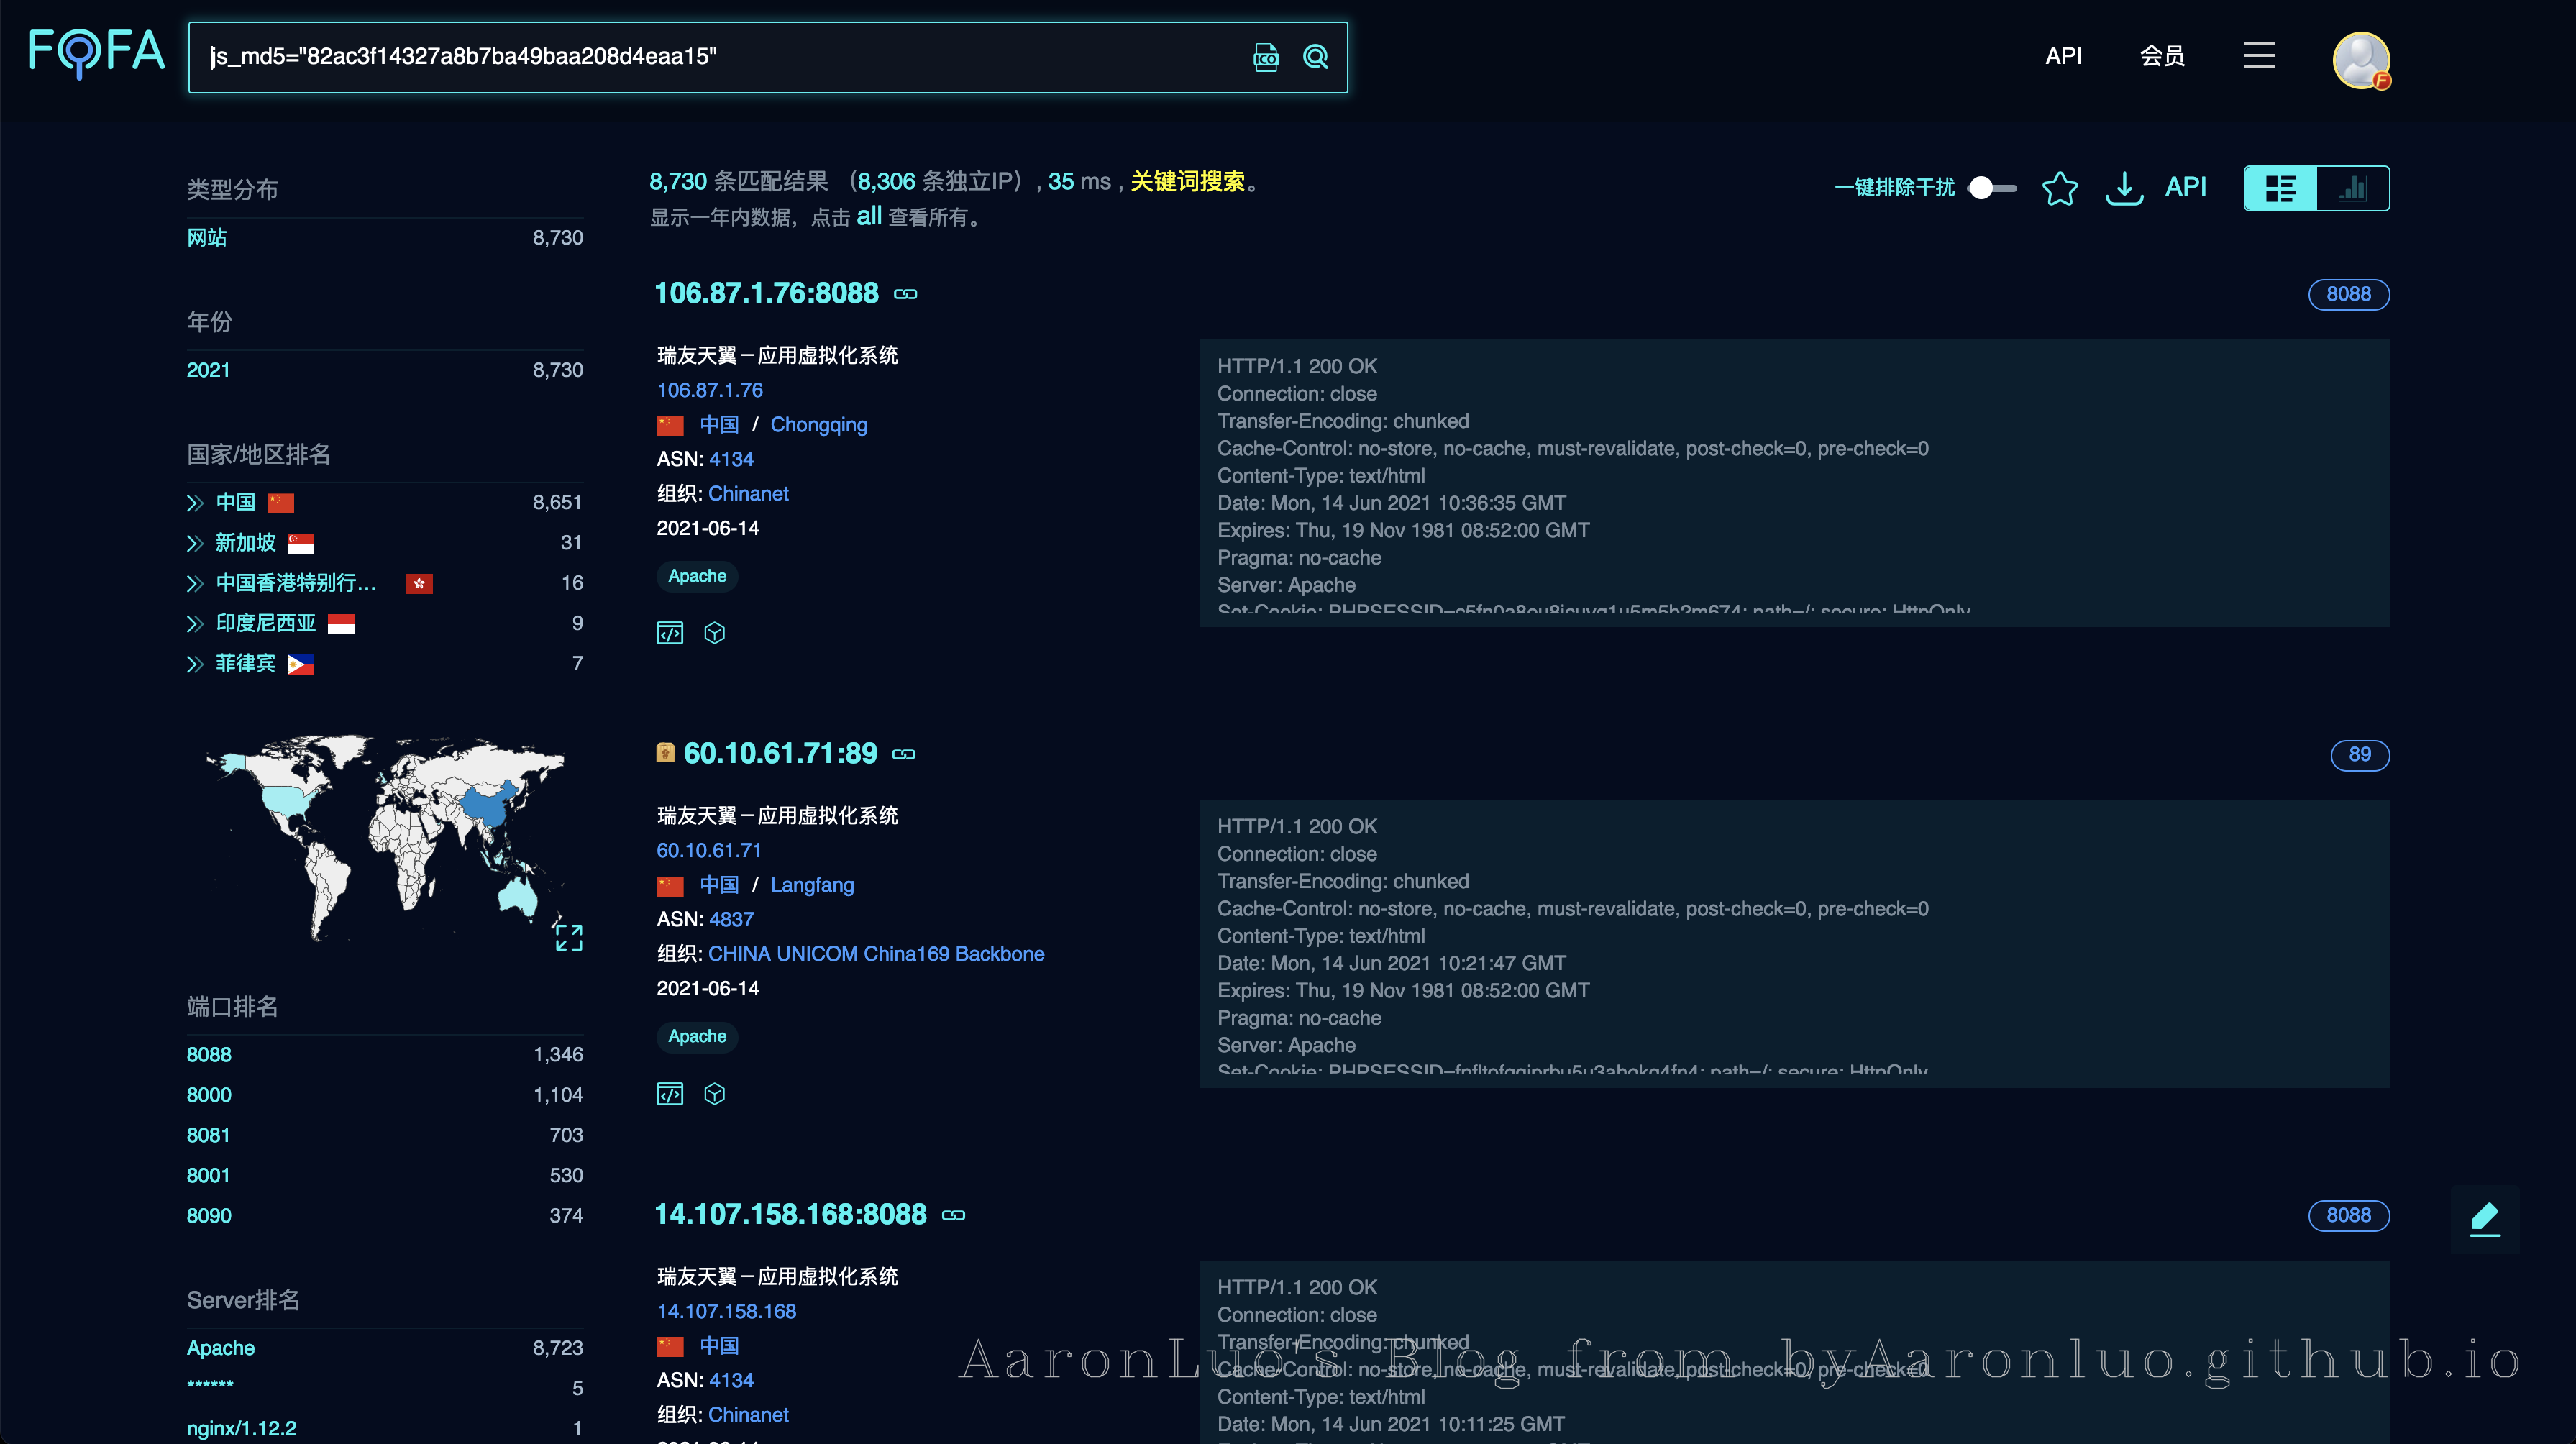 FOFA
js_md5="82ac3f14327a8b7ba49baa208d4eaa15"
ICO
API
会员
F
类型分布
网站 8,730
年份
2021 8,730
国家/地区排名
中国 8,651
新加坡 31
中国香港特别行... 16
印度尼西亚 9
菲律宾 7
端口排名
8088 1,346
8000 1,104
8081 703
8001 530
8090 374
Server排名
Apache 8,723
****** 5
nginx/1.12.2 1
8,730 条匹配结果 （8,306 条独立IP）, 35 ms , 关键词搜索。
显示一年内数据，点击 all 查看所有。
一键排除干扰
API
106.87.1.76:8088
8088
瑞友天翼－应用虚拟化系统
106.87.1.76
中国 / Chongqing
ASN: 4134
组织: Chinanet
2021-06-14
Apache
HTTP/1.1 200 OK
Connection: close
Transfer-Encoding: chunked
Cache-Control: no-store, no-cache, must-revalidate, post-check=0, pre-check=0
Content-Type: text/html
Date: Mon, 14 Jun 2021 10:36:35 GMT
Expires: Thu, 19 Nov 1981 08:52:00 GMT
Pragma: no-cache
Server: Apache
Set-Cookie: path=/; secure; HttpOnly
60.10.61.71:89
89
瑞友天翼－应用虚拟化系统
60.10.61.71
中国 / Langfang
ASN: 4837
组织: CHINA UNICOM China169 Backbone
2021-06-14
Apache
HTTP/1.1 200 OK
Connection: close
Transfer-Encoding: chunked
Cache-Control: no-store, no-cache, must-revalidate, post-check=0, pre-check=0
Content-Type: text/html
Date: Mon, 14 Jun 2021 10:21:47 GMT
Expires: Thu, 19 Nov 1981 08:52:00 GMT
Pragma: no-cache
Server: Apache
Set-Cookie: path=/; secure; HttpOnly
14.107.158.168:8088
8088
瑞友天翼－应用虚拟化系统
14.107.158.168
中国
ASN: 4134
组织: Chinanet
HTTP/1.1 200 OK
Connection: close
Transfer-Encoding: chunked
Cache-Control: no-store, no-cache, must-revalidate, post-check=0, pre-check=0
Content-Type: text/html
Date: Mon, 14 Jun 2021 10:11:25 GMT
AaronLuo's Blog from byAaronluo.github.io